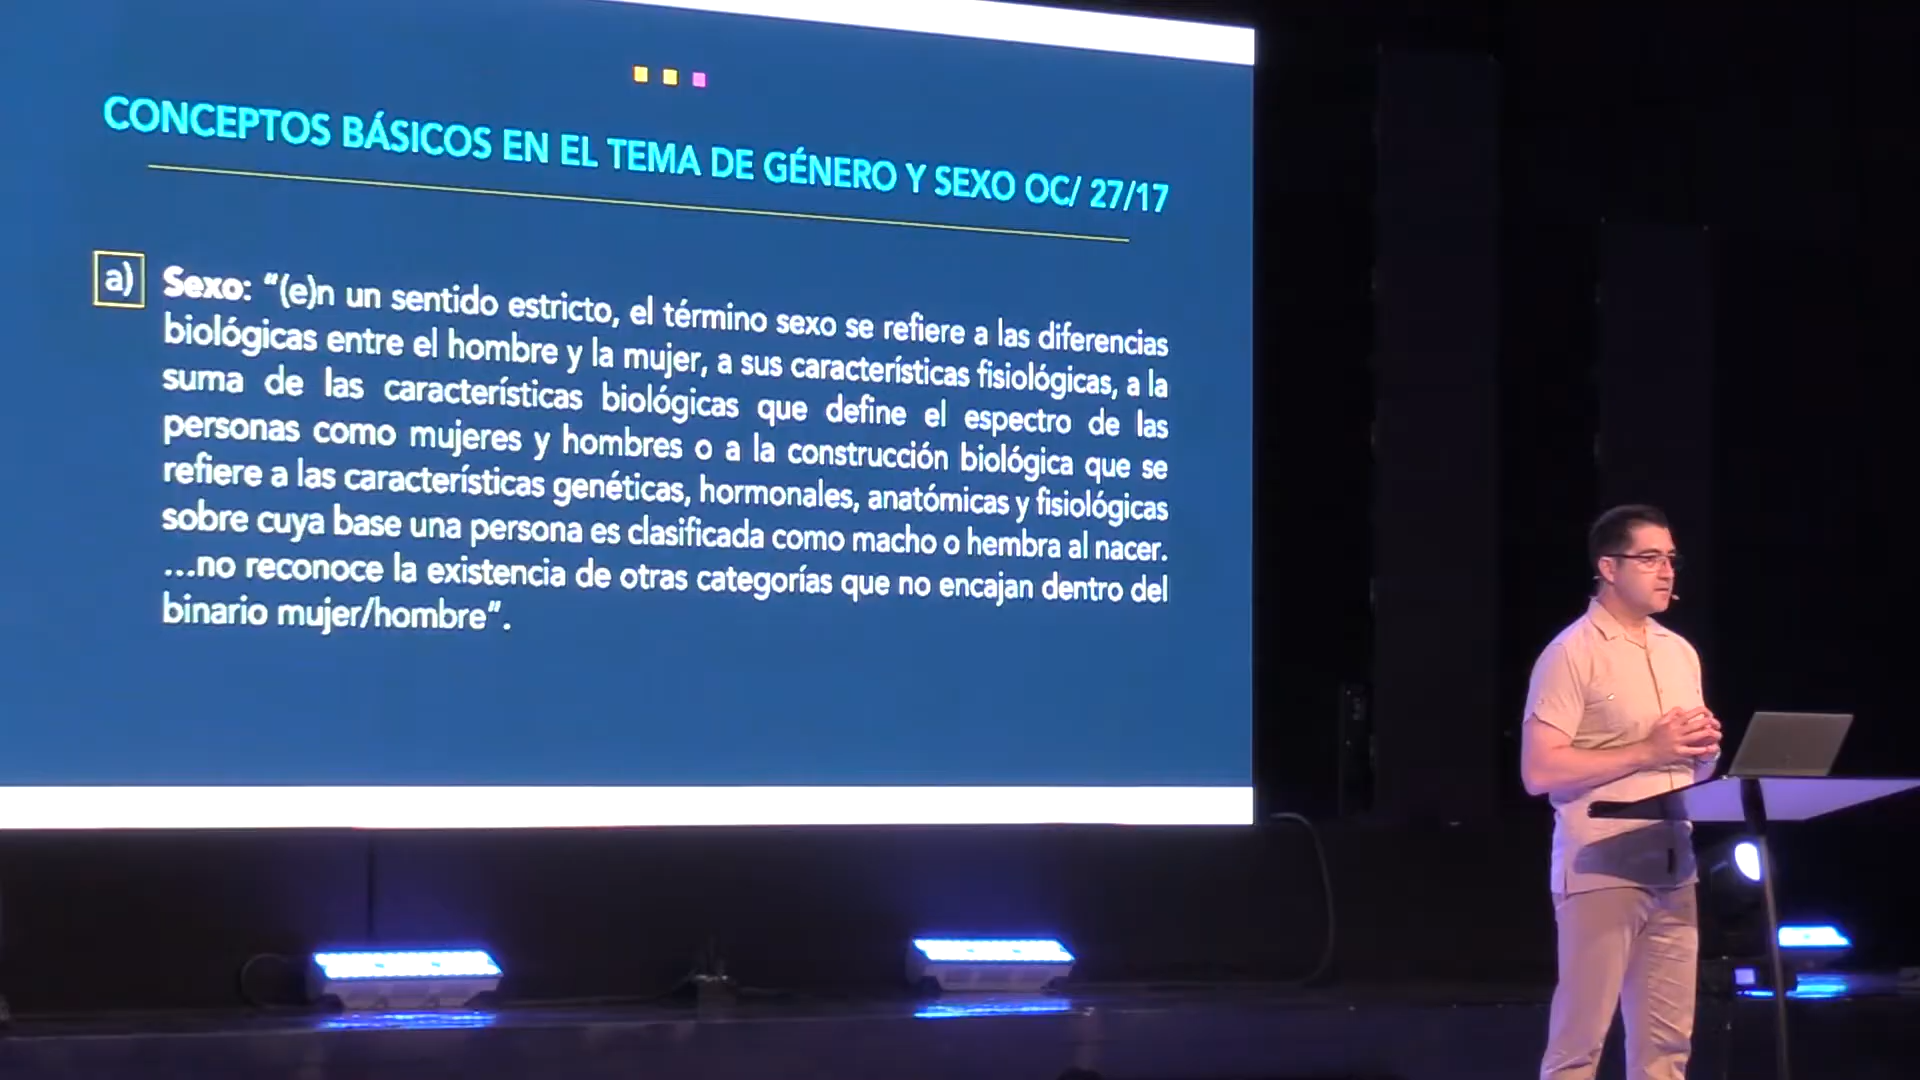 CONCEPTOS BÁSICOS EN EL TEMA DE GÉNERO Y SEXO OC/ 27/17
a) Sexo: “(e)n un sentido estricto, el término sexo se refiere a las diferencias
biológicas entre el hombre y la mujer, a sus características fisiológicas, a la
suma de las características biológicas que define el espectro de las
personas como mujeres y hombres o a la construcción biológica que se
refiere a las características genéticas, hormonales, anatómicas y fisiológicas
sobre cuya base una persona es clasificada como macho o hembra al nacer.
...no reconoce la existencia de otras categorías que no encajan dentro del
binario mujer/hombre”.